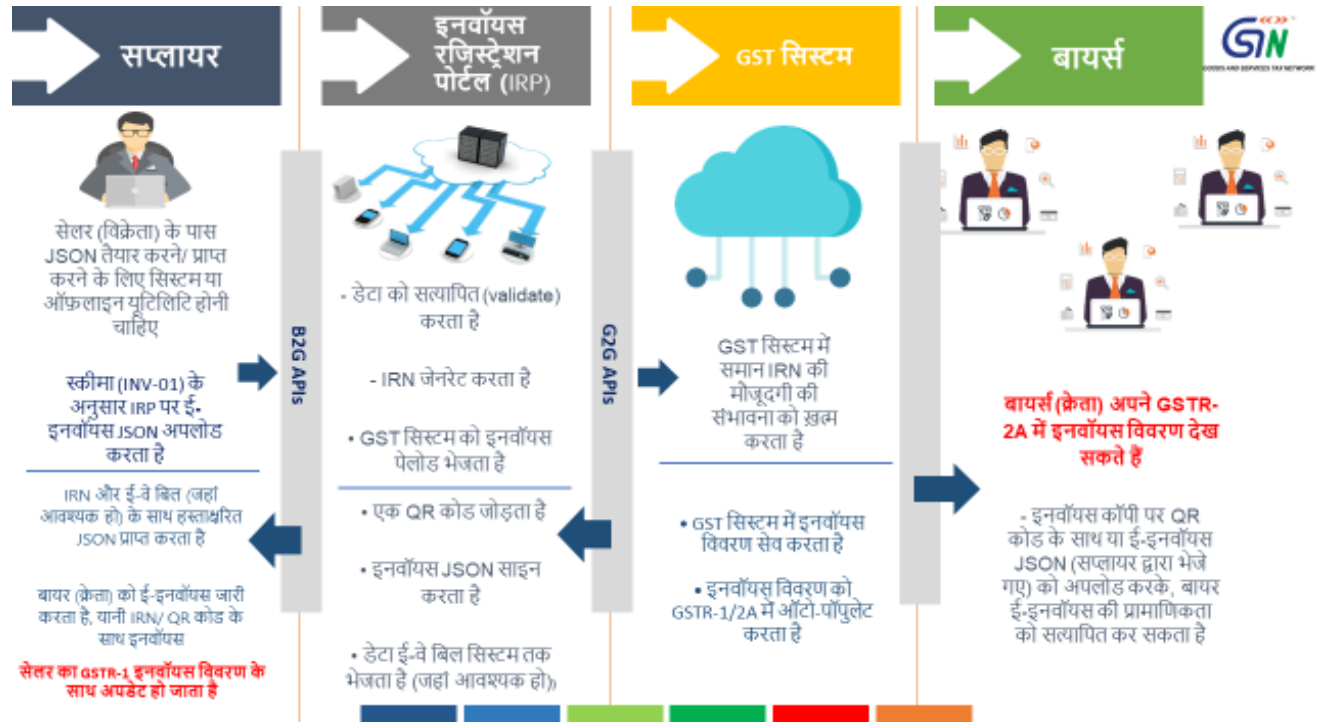 सप्लायर
इनवॉयस
रजिस्ट्रेशन
पोर्टल (IRP)
GST सिस्टम
बायर्स
GSTN
GOODS AND SERVICES TAX NETWORK
सेलर (विक्रेता) के पास
JSON तैयार करने/ प्राप्त
करने के लिए सिस्टम या
ऑफ़लाइन यूटिलिटि होनी
चाहिए
स्कीमा (INV-01) के
अनुसार IRP पर ई-
इनवॉयस JSON अपलोड
करता है
IRN और ई-वे बिल (जहां
आवश्यक हो) के साथ हस्ताक्षरित
JSON प्राप्त करता है
बायर (क्रेता) को ई-इनवॉयस जारी
करता है, यानी IRN/ QR कोड के
साथ इनवॉयस
सेलर का GSTR-1 इनवॉयस विवरण के
साथ अपडेट हो जाता है
B2G APIs
- डेटा को सत्यापित (validate)
करता है
- IRN जेनरेट करता है
• GST सिस्टम को इनवॉयस
पेलोड भेजता है
• एक QR कोड जोड़ता है
• इनवॉयस JSON साइन
करता है
• डेटा ई-वे बिल सिस्टम तक
भेजता है (जहां आवश्यक हो))
G2G APIs
GST सिस्टम में
समान IRN की
मौजूदगी की
संभावना को ख़त्म
करता है
• GST सिस्टम में इनवॉयस
विवरण सेव करता है
• इनवॉयस विवरण को
GSTR-1/2A में ऑटो-पॉपुलेट
करता है
बायर्स (क्रेता) अपने GSTR-
2A में इनवॉयस विवरण देख
सकते हैं
- इनवॉयस कॉपी पर QR
कोड के साथ या ई-इनवॉयस
JSON (सप्लायर द्वारा भेजे
गए) को अपलोड करके, बायर
ई-इनवॉयस की प्रामाणिकता
को सत्यापित कर सकता है